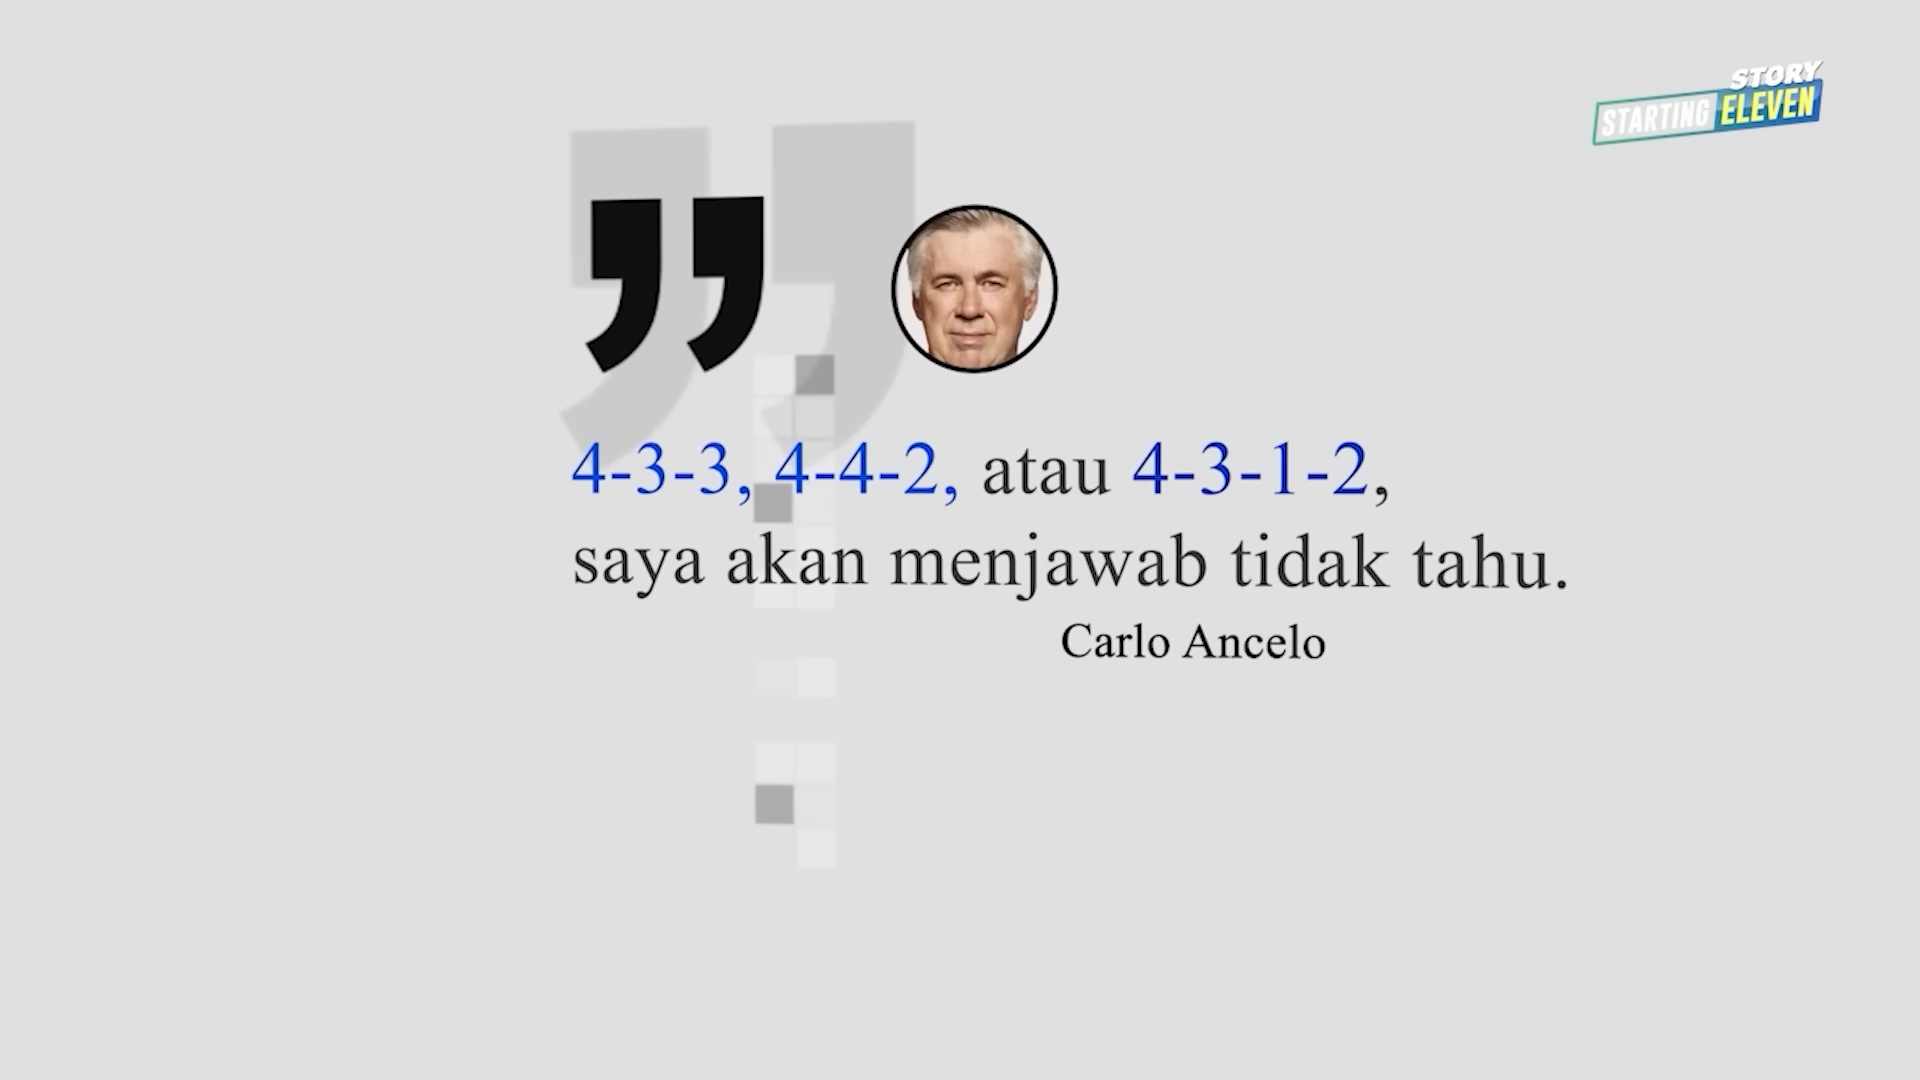 STORY
STARTING ELEVEN
4-3-3, 4-4-2, atau 4-3-1-2,
saya akan menjawab tidak tahu.
Carlo Ancelo